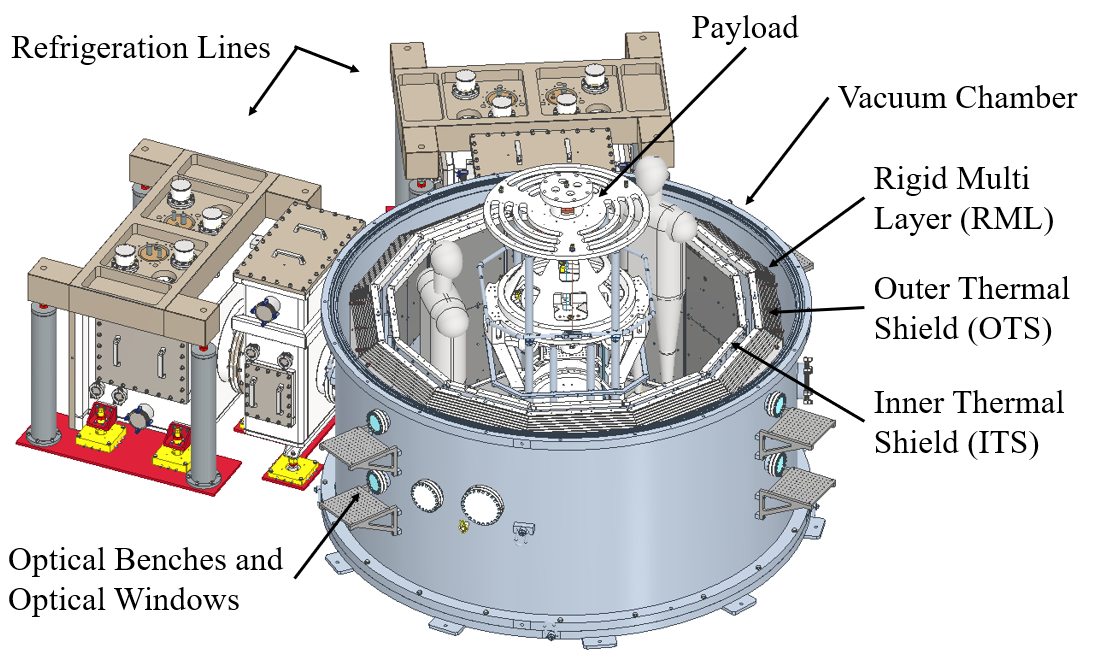 Payload
Refrigeration Lines
Vacuum Chamber
Rigid Multi
Layer (RML)
Outer Thermal
Shield (OTS)
Inner Thermal
Shield (ITS)
Optical Benches and
Optical Windows